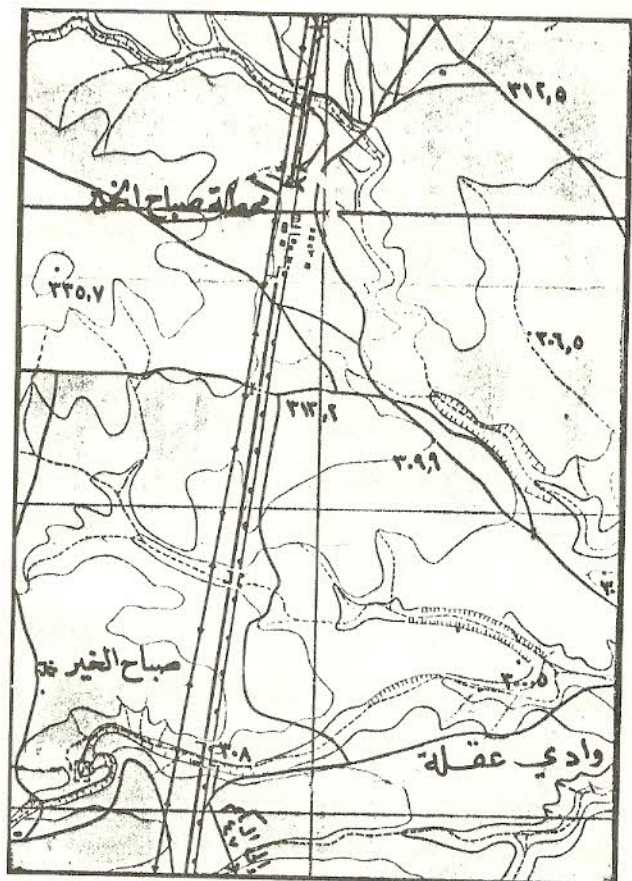 ٣١٢,٥
محطة صباح الخير
٣٣٥,٧
٣٠٦,٥
٣١٣,٢
٣٠٩,٩
٣٠
صباح الخير
٣٠٠,٥
٣٠٨
وادي عقلة